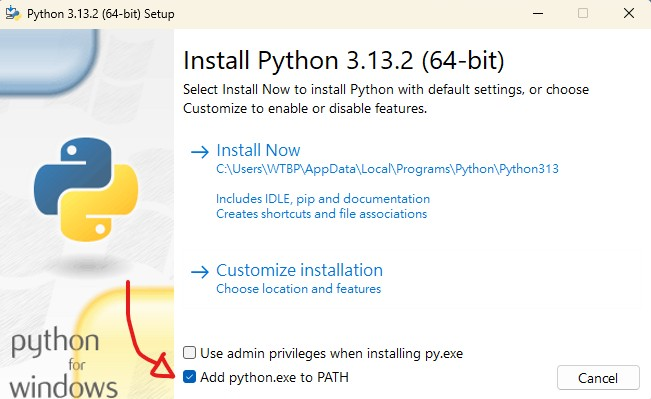 Python 3.13.2 (64-bit) Setup
Install Python 3.13.2 (64-bit)
Select Install Now to install Python with default settings, or choose
Customize to enable or disable features.
Install Now
C:\Users\WTBP\AppData\Local\Programs\Python\Python313
Includes IDLE, pip and documentation
Creates shortcuts and file associations
Customize installation
Choose location and features
python
for
windows
Use admin privileges when installing py.exe
Add python.exe to PATH
Cancel